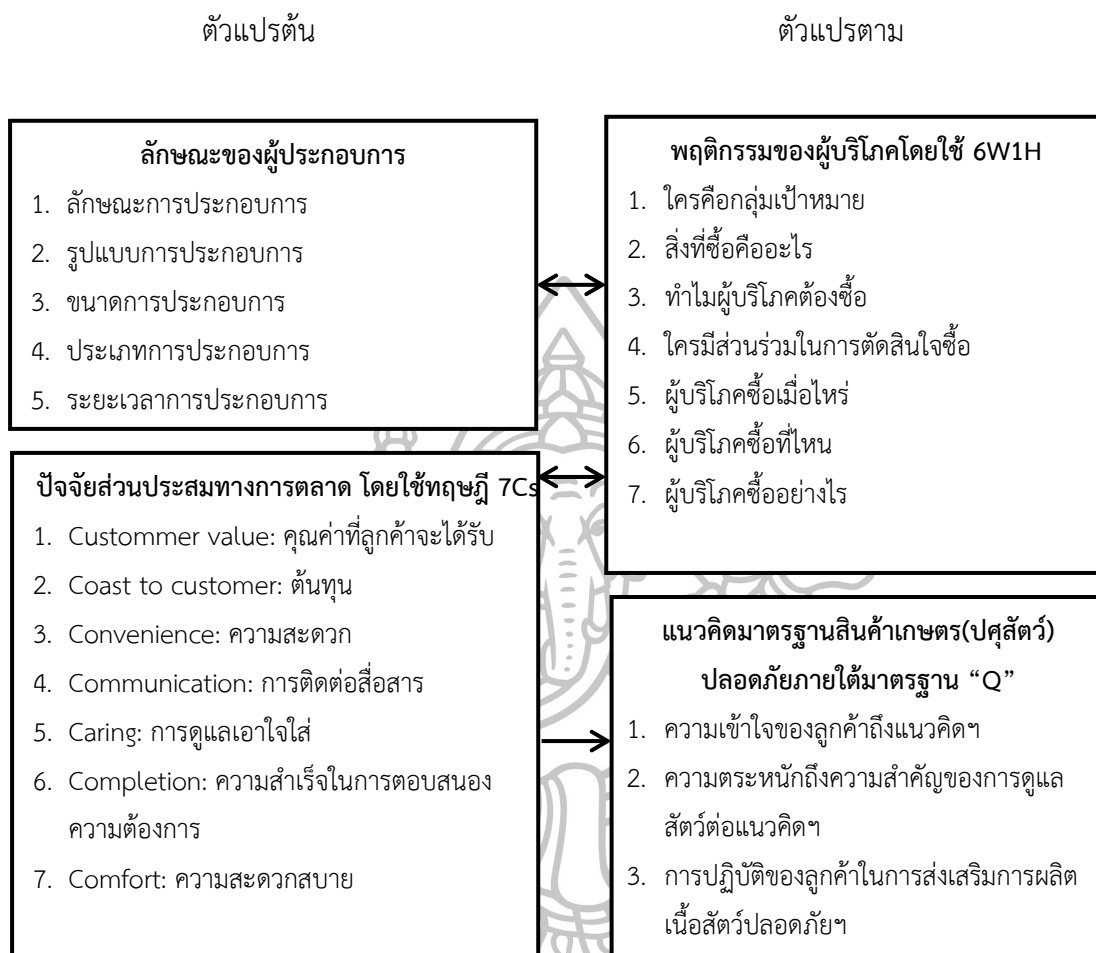 ตัวแปรต้น
ตัวแปรตาม
ลักษณะของผู้ประกอบการ
1. ลักษณะการประกอบการ
2. รูปแบบการประกอบการ
3. ขนาดการประกอบการ
4. ประเภทการประกอบการ
5. ระยะเวลาการประกอบการ
พฤติกรรมของผู้บริโภคโดยใช้ 6W1H
1. ใครคือกลุ่มเป้าหมาย
2. สิ่งที่ซื้อคืออะไร
3. ทำไมผู้บริโภคต้องซื้อ
4. ใครมีส่วนร่วมในการตัดสินใจซื้อ
5. ผู้บริโภคซื้อเมื่อไหร่
6. ผู้บริโภคซื้อที่ไหน
7. ผู้บริโภคซื้ออย่างไร
ปัจจัยส่วนประสมทางการตลาด โดยใช้ทฤษฎี 7Cs
1. Custommer value: คุณค่าที่ลูกค้าจะได้รับ
2. Coast to customer: ต้นทุน
3. Convenience: ความสะดวก
4. Communication: การติดต่อสื่อสาร
5. Caring: การดูแลเอาใจใส่
6. Completion: ความสำเร็จในการตอบสนอง
ความต้องการ
7. Comfort: ความสะดวกสบาย
แนวคิดมาตรฐานสินค้าเกษตร(ปศุสัตว์)
ปลอดภัยภายใต้มาตรฐาน “Q”
1. ความเข้าใจของลูกค้าถึงแนวคิดฯ
2. ความตระหนักถึงความสำคัญของการดูแล
สัตว์ต่อแนวคิดฯ
3. การปฏิบัติของลูกค้าในการส่งเสริมการผลิต
เนื้อสัตว์ปลอดภัยฯ